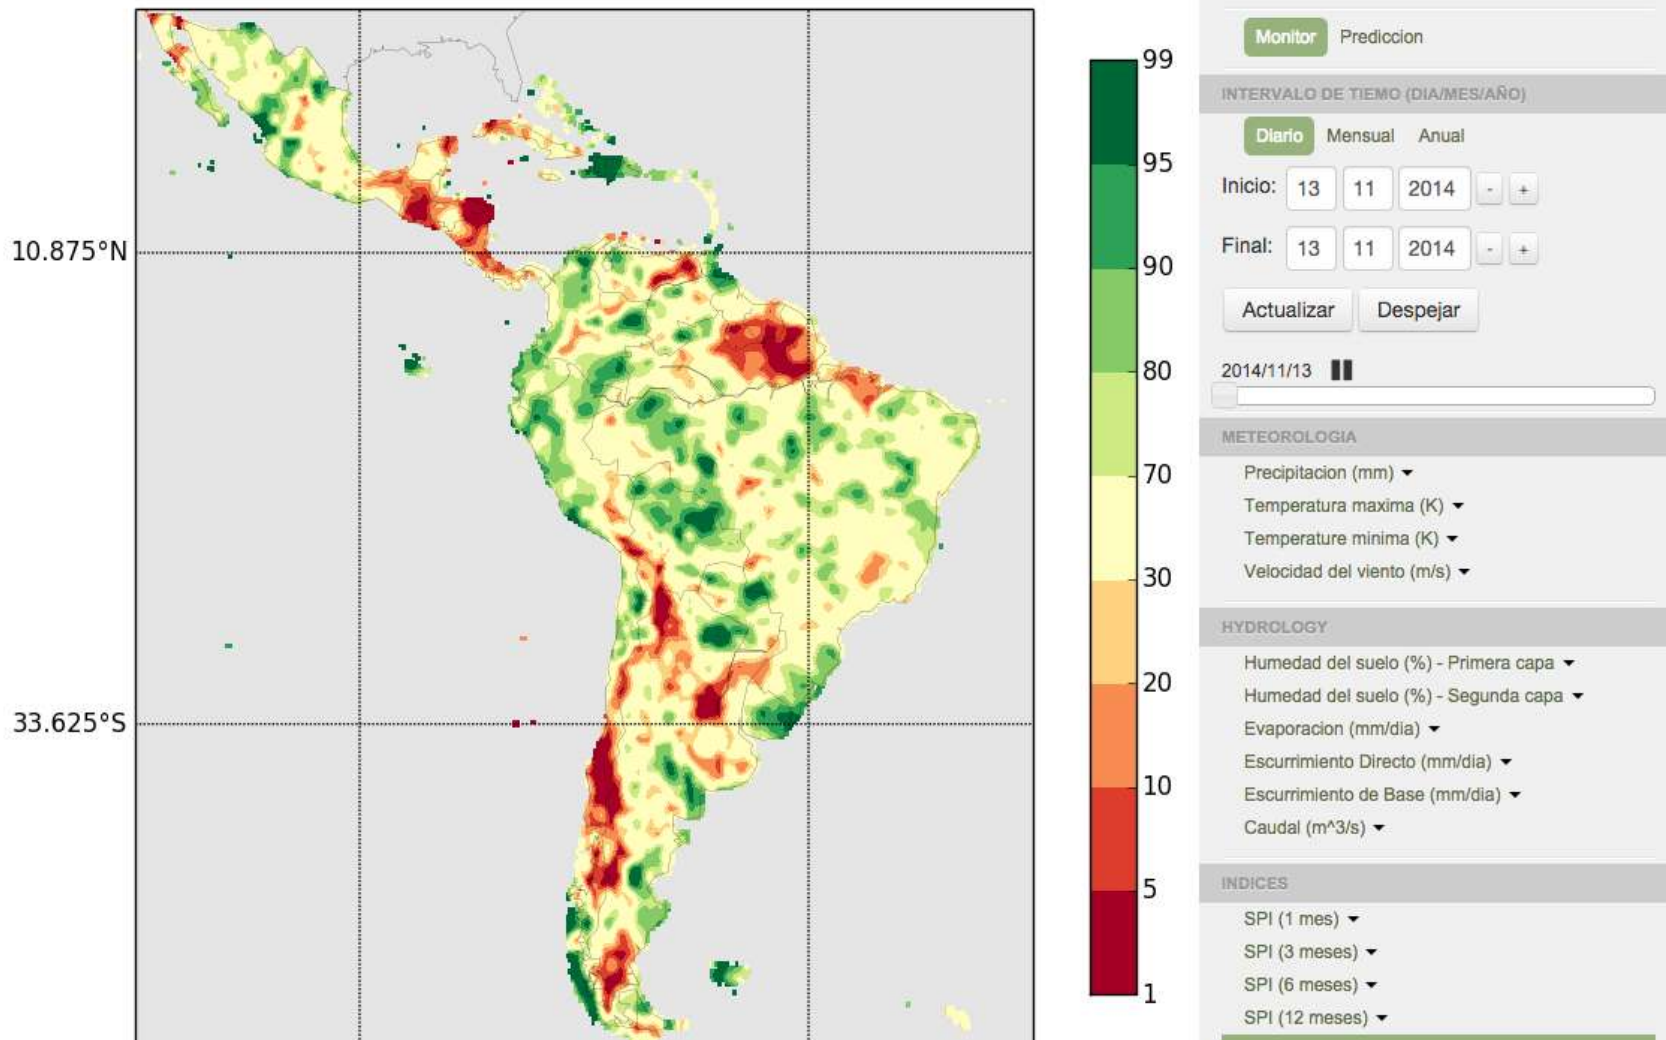 10.875°N
33.625°S
99
95
90
80
70
30
20
10
5
1
Monitor Prediccion
INTERVALO DE TIEMO (DIA/MES/AÑO)
Diario Mensual Anual
Inicio: 13 11 2014 - +
Final: 13 11 2014 - +
Actualizar Despejar
2014/11/13
METEOROLOGIA
Precipitacion (mm)
Temperatura maxima (K)
Temperature minima (K)
Velocidad del viento (m/s)
HYDROLOGY
Humedad del suelo (%) - Primera capa
Humedad del suelo (%) - Segunda capa
Evaporacion (mm/dia)
Escurrimiento Directo (mm/dia)
Escurrimiento de Base (mm/dia)
Caudal (m^3/s)
INDICES
SPI (1 mes)
SPI (3 meses)
SPI (6 meses)
SPI (12 meses)